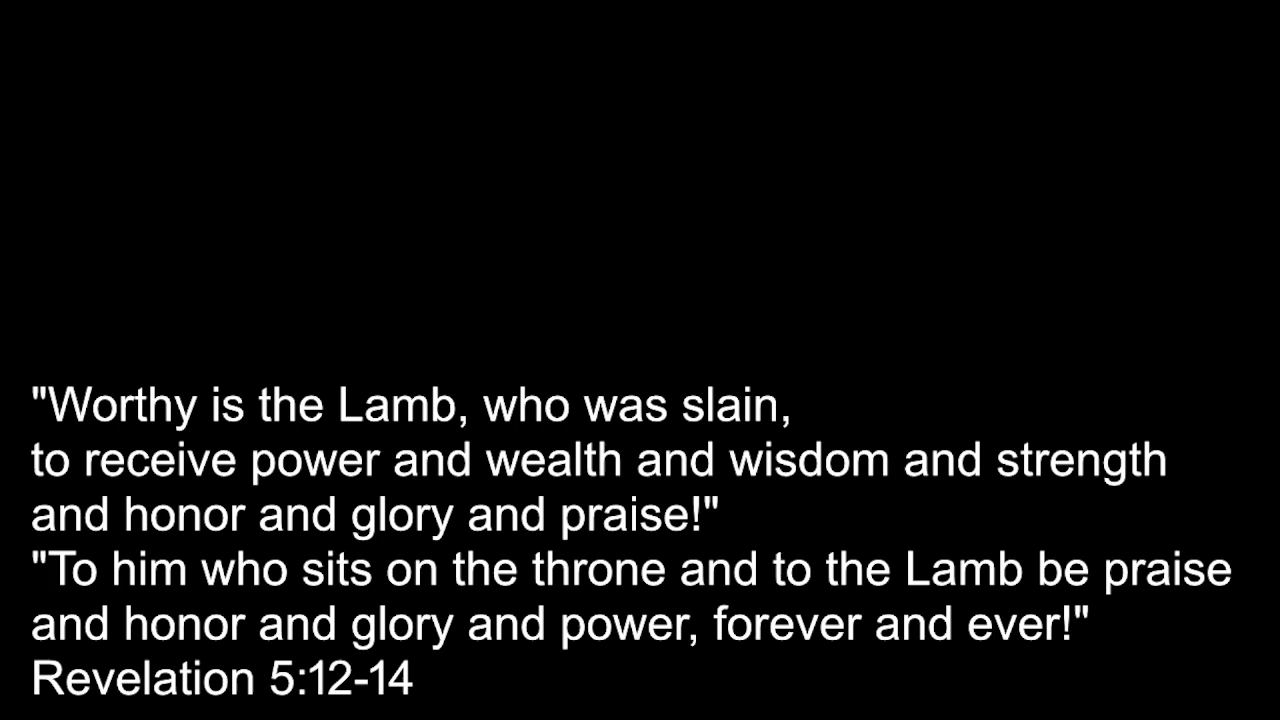 "Worthy is the Lamb, who was slain,
to receive power and wealth and wisdom and strength
and honor and glory and praise!"
"To him who sits on the throne and to the Lamb be praise
and honor and glory and power, forever and ever!"
Revelation 5:12-14